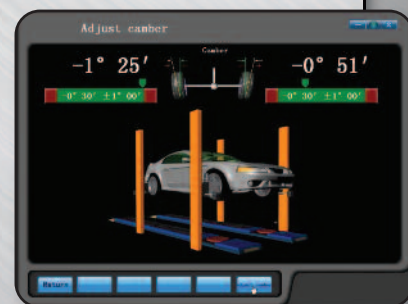 Adjust camber
Camber
-1° 25′
-0° 51′
-0° 30′ ±1° 00′
-0° 30′ ±1° 00′
Return